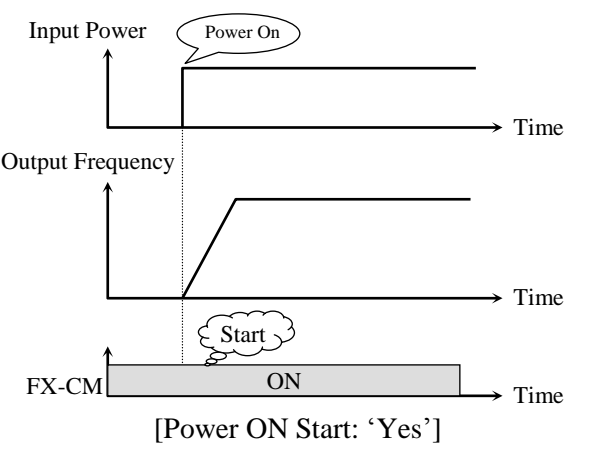 Input Power
Power On
Time
Output Frequency
Time
Start
FX-CM
ON
Time
[Power ON Start: ‘Yes’]